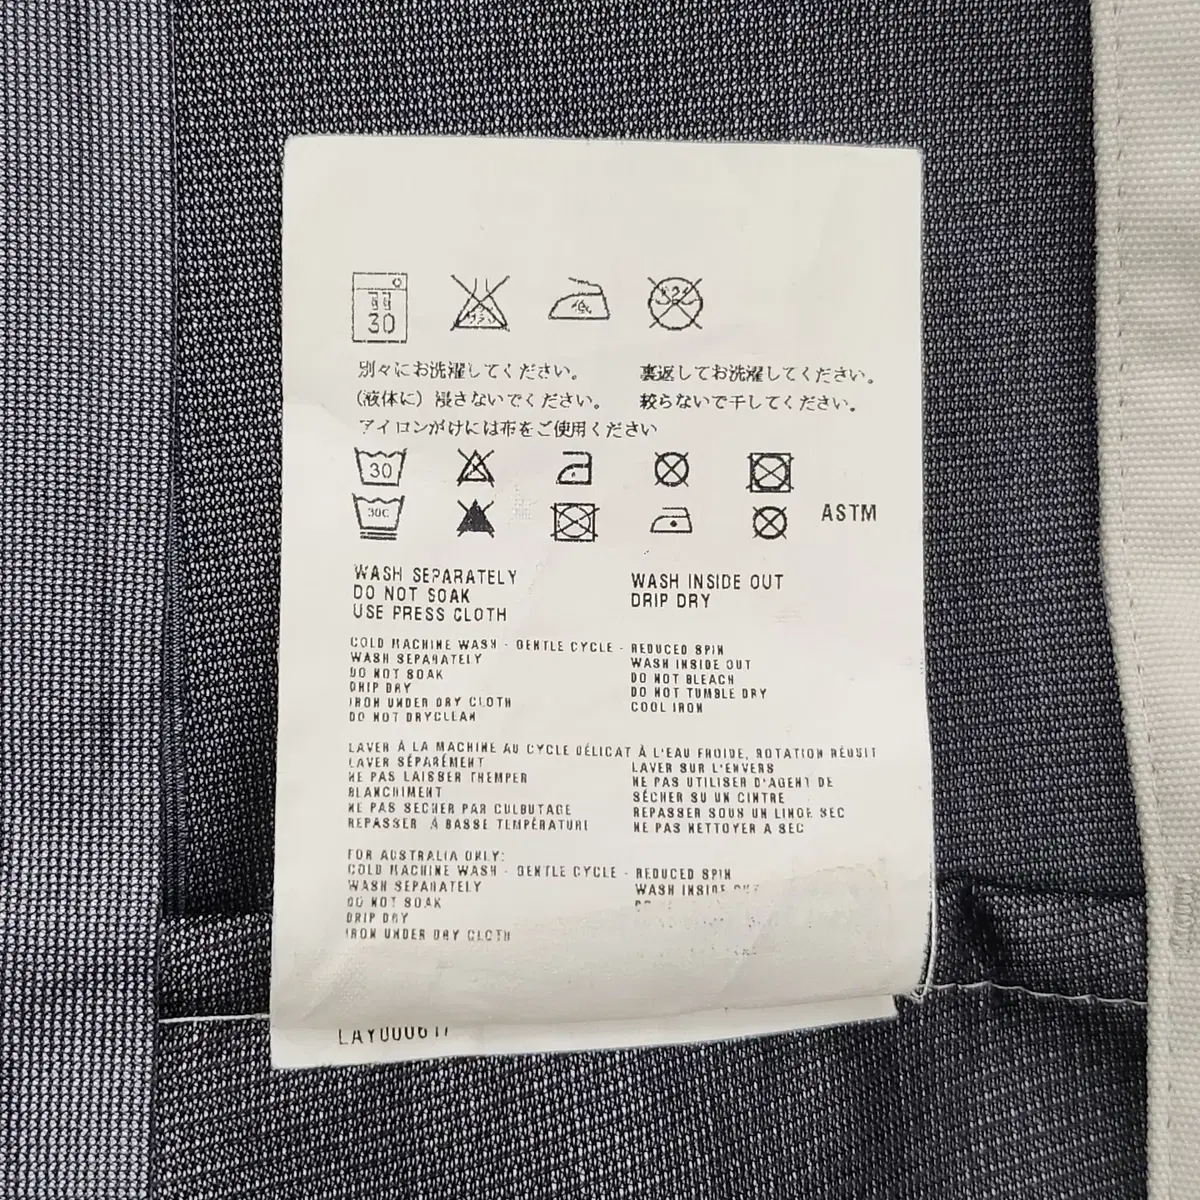 弱
30
低
別々にお洗濯してください。 裏返してお洗濯してください。
(液体に) 浸さないでください。 絞らないで干してください。
アイロンがけには布をご使用ください
30
30C
ASTM
WASH SEPARATELY WASH INSIDE OUT
DO NOT SOAK DRIP DRY
USE PRESS CLOTH
COLD MACHINE WASH - GENTLE CYCLE - REDUCED SPIN
WASH SEPARATELY WASH INSIDE OUT
DO NOT SOAK DO NOT BLEACH
DRIP DRY DO NOT TUMBLE DRY
IRON UNDER DRY CLOTH COOL IRON
DO NOT DRYCLEAN
LAVER À LA MACHINE AU CYCLE DÉLICAT À L'EAU FROIDE, ROTATION RÉDUIT
LAVER SÉPARÉMENT LAVER SUR L'ENVERS
NE PAS LAISSER TREMPER NE PAS UTILISER D'AGENT DE
BLANCHIMENT SÉCHER SU UN CINTRE
NE PAS SECHER PAR CULBUTAGE REPASSER SOUS UN LINGE SEC
REPASSER À BASSE TEMPÉRATURE NE PAS NETTOYER A SEC
FOR AUSTRALIA ONLY:
COLD MACHINE WASH - GENTLE CYCLE - REDUCED SPIN
WASH SEPARATELY WASH INSIDE
DO NOT SOAK
DRIP DRY
IRON UNDER DRY CLOTH